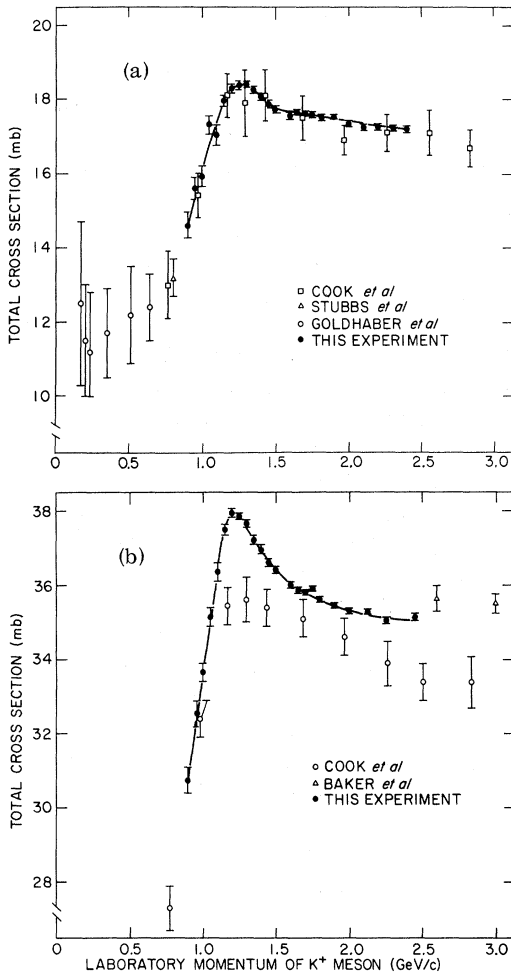 20
(a)
18
16
14
12
10
TOTAL CROSS SECTION (mb)
□ COOK et al
△ STUBBS et al
○ GOLDHABER et al
● THIS EXPERIMENT
0 0.5 1.0 1.5 2.0 2.5 3.0
38
(b)
36
34
32
30
28
TOTAL CROSS SECTION (mb)
○ COOK et al
△ BAKER et al
● THIS EXPERIMENT
0 0.5 1.0 1.5 2.0 2.5 3.0
LABORATORY MOMENTUM OF K⁺ MESON (GeV/c)